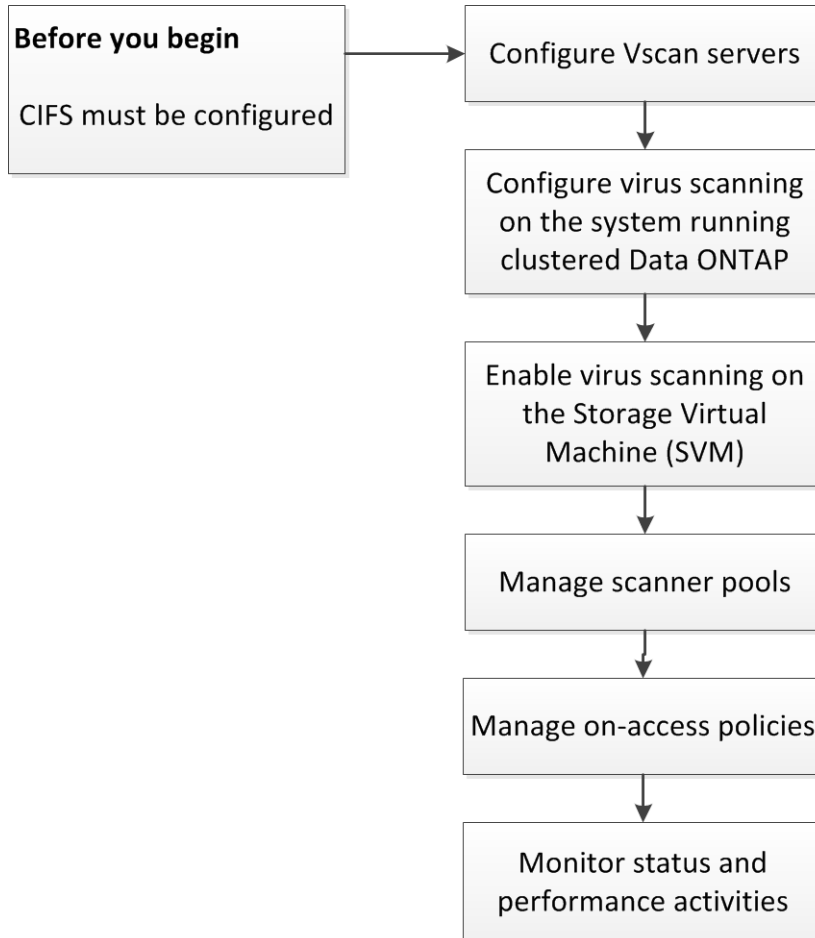 Before you begin
CIFS must be configured
Configure Vscan servers
Configure virus scanning
on the system running
clustered Data ONTAP
Enable virus scanning on
the Storage Virtual
Machine (SVM)
Manage scanner pools
Manage on-access policies
Monitor status and
performance activities